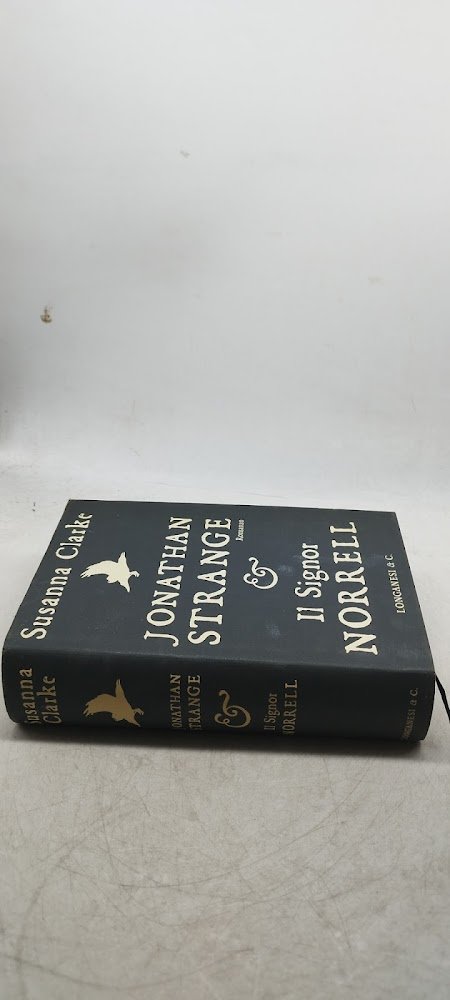 Susanna Clarke
JONATHAN
STRANGE
Romanzo
&
Il Signor
NORRELL
LONGANESI & C.
Susanna
Clarke
JONATHAN
STRANGE
&
Il Signor
NORRELL
LONGANESI & C.